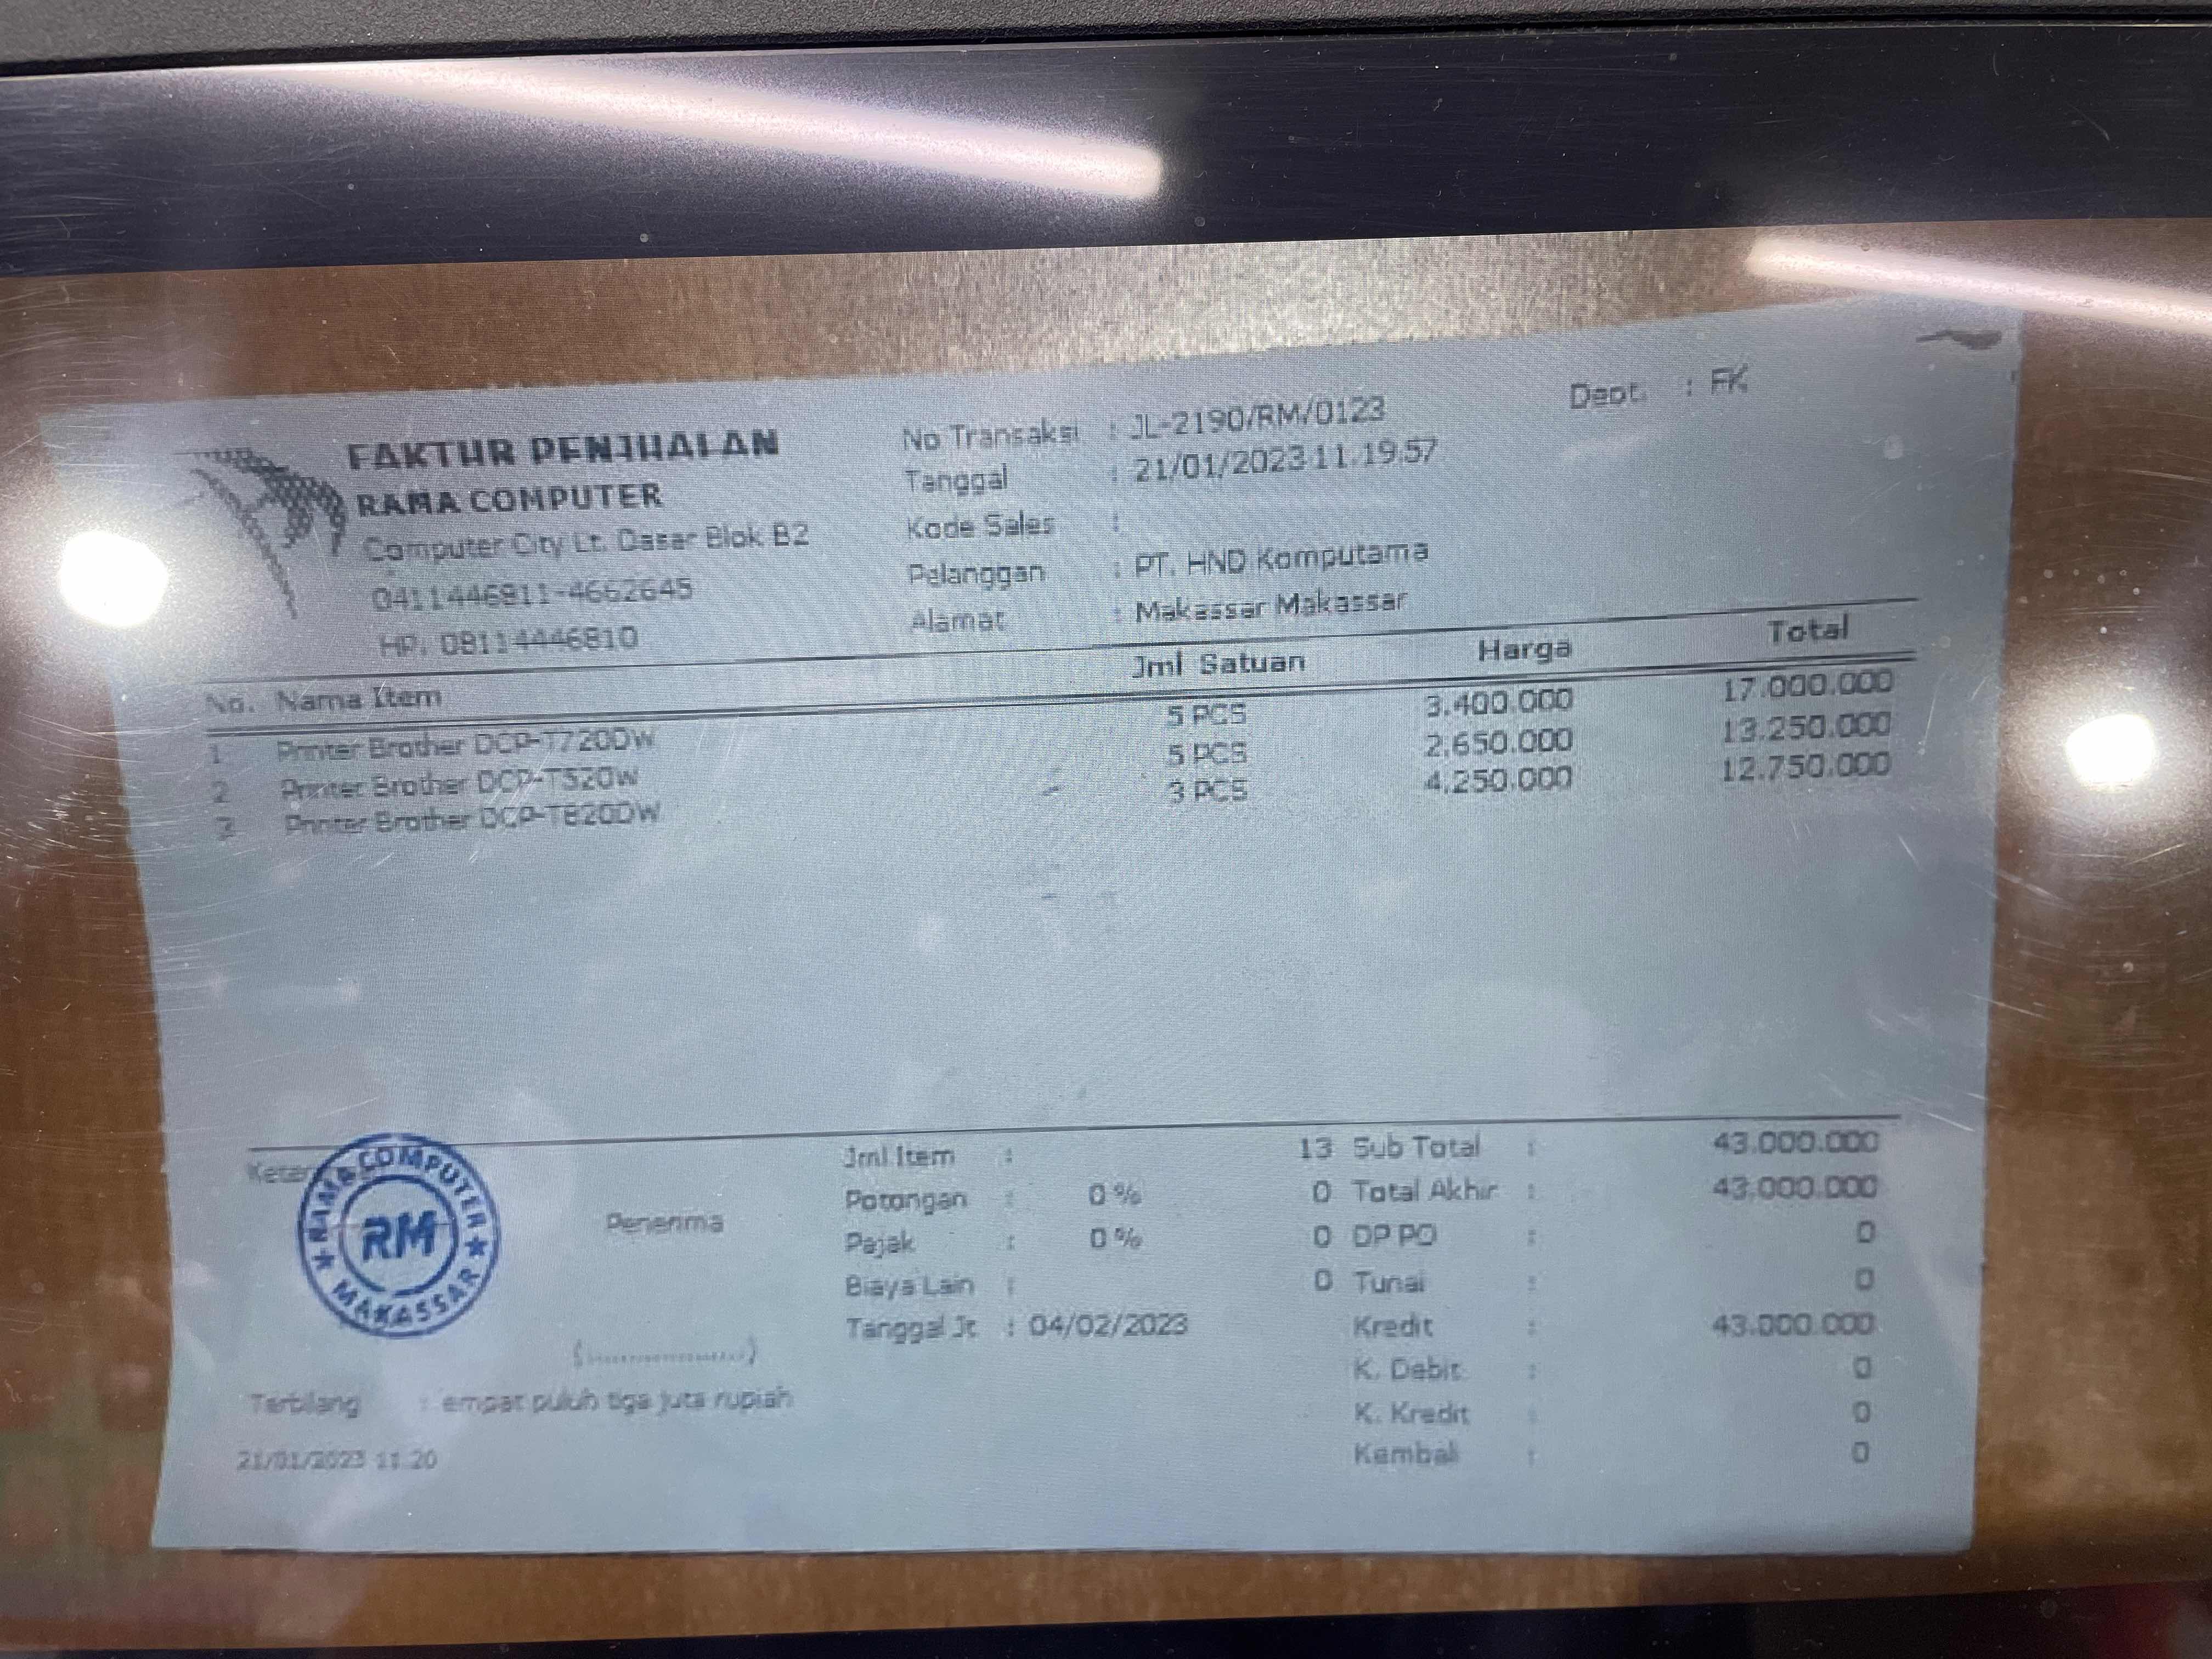 FAKTUR PENJUALAN
RAMA COMPUTER
Computer City Lt. Dasar Blok B2
0411446811-4662645
HP. 08114446810
No Transaksi : JL-2190/RM/0123
Tanggal : 21/01/2023 11.19.57
Kode Sales :
Pelanggan : PT. HND Komputama
Alamat : Makassar Makassar
Dept. : FK
No. Nama Item Jml Satuan Harga Total
1 Printer Brother DCP-T720DW 5 PCS 3.400.000 17.000.000
2 Printer Brother DCP-T520W 5 PCS 2.650.000 13.250.000
3 Printer Brother DCP-T820DW 3 PCS 4.250.000 12.750.000
RAMA COMPUTER
RM
MAKASSAR
Penerima
(....................)
Jml Item : 13
Potongan : 0 % 0
Pajak : 0 % 0
Biaya Lain : 0
Tanggal Jt : 04/02/2023
Sub Total : 43.000.000
Total Akhir : 43.000.000
DP PO : 0
Tunai : 0
Kredit : 43.000.000
K. Debit : 0
K. Kredit : 0
Kembali : 0
Terbilang : empat puluh tiga juta rupiah
21/01/2023 11:20